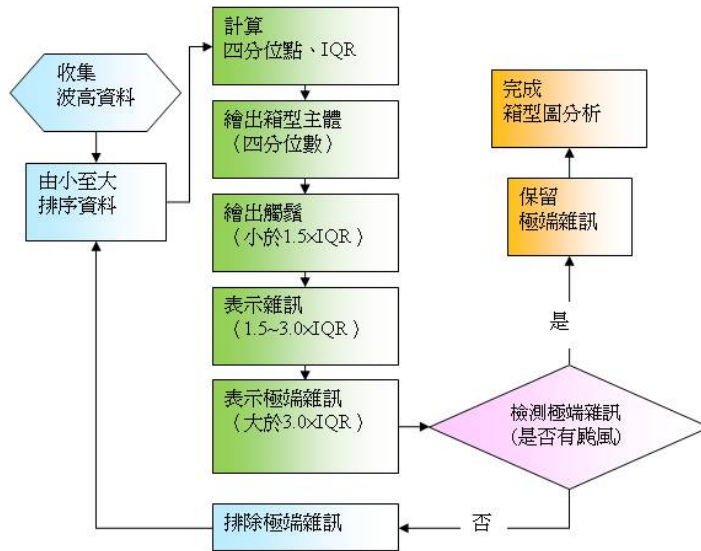 收集
波高資料
由小至大
排序資料
計算
四分位點、IQR
繪出箱型主體
（四分位數）
繪出觸鬚
（小於1.5×IQR）
表示雜訊
（1.5~3.0×IQR）
表示極端雜訊
（大於3.0×IQR）
檢測極端雜訊
(是否有颱風)
是
保留
極端雜訊
完成
箱型圖分析
否
排除極端雜訊